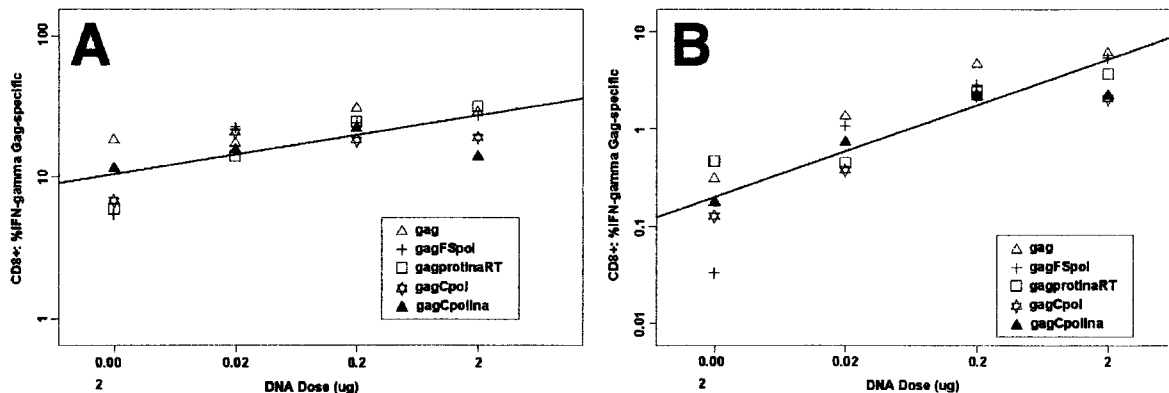 A
CD8+: %IFN-gamma Gag-specific
100
10
1
gag
gagFSpol
gagprotinaRT
gagCpol
gagCpolina
0.00
2
0.02
0.2
2
DNA Dose (ug)
B
CD8+: %IFN-gamma Gag-specific
10
1
0.1
0.01
gag
gagFSpol
gagprotinaRT
gagCpol
gagCpolina
0.00
2
0.02
0.2
2
DNA Dose (ug)